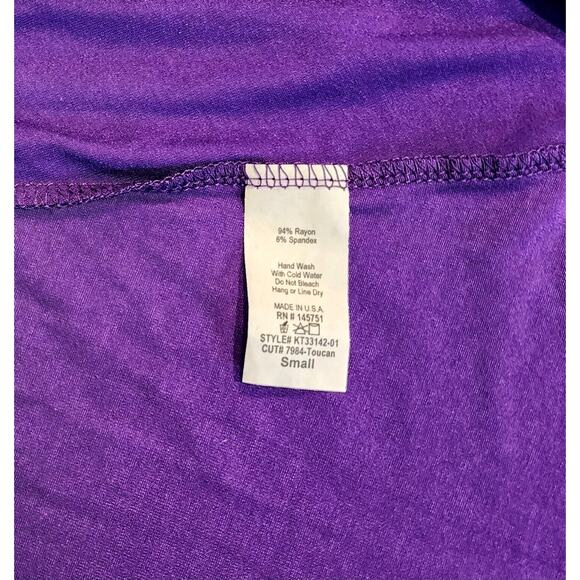 94% Rayon
6% Spandex
Hand Wash
With Cold Water
Do Not Bleach
Hang or Line Dry
MADE IN U.S.A.
RN # 145751
STYLE# KT33142-01
CUT# 7984-Toucan
Small